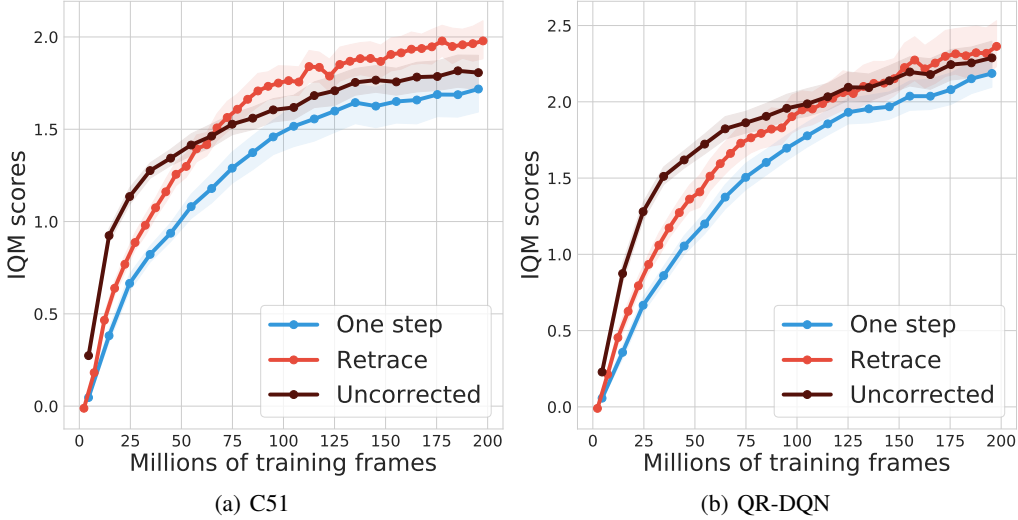 2.0
1.5
1.0
0.5
0.0
IQM scores
0 25 50 75 100 125 150 175 200
Millions of training frames
One step
Retrace
Uncorrected
(a) C51
2.5
2.0
1.5
1.0
0.5
0.0
IQM scores
0 25 50 75 100 125 150 175 200
Millions of training frames
One step
Retrace
Uncorrected
(b) QR-DQN